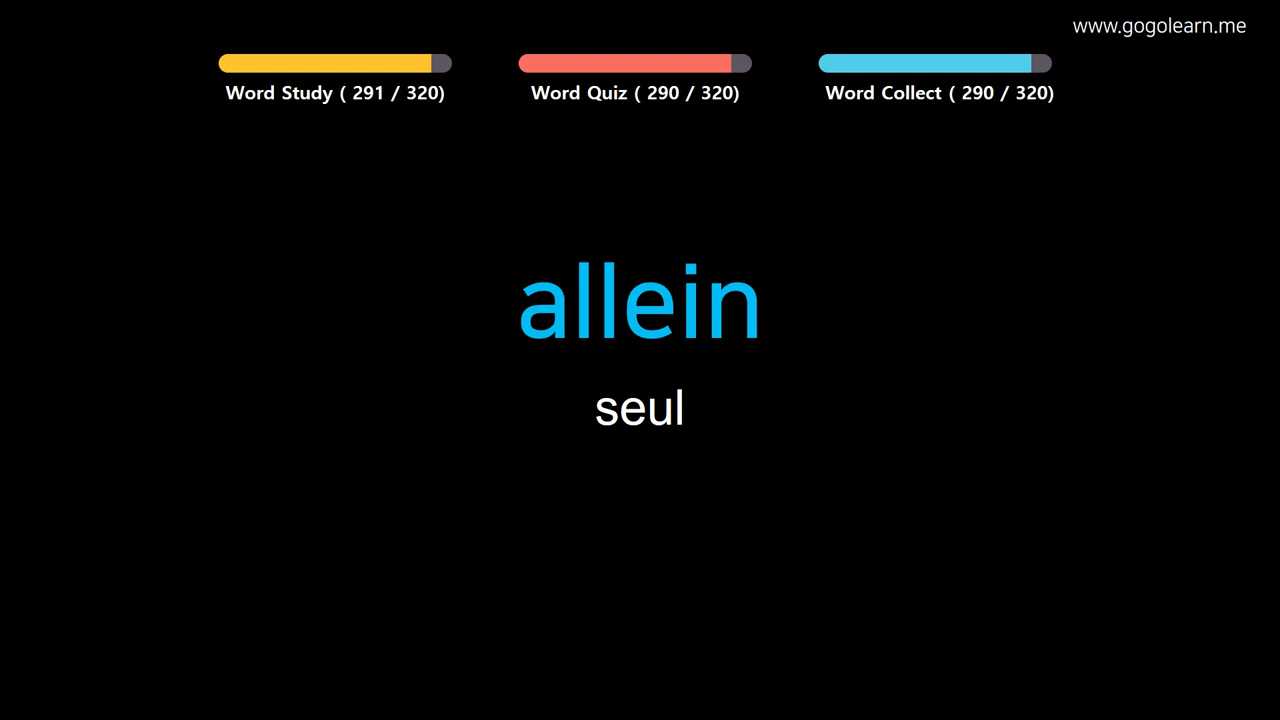 www.gogolearn.me
Word Study ( 291 / 320)
Word Quiz ( 290 / 320)
Word Collect ( 290 / 320)
allein
seul